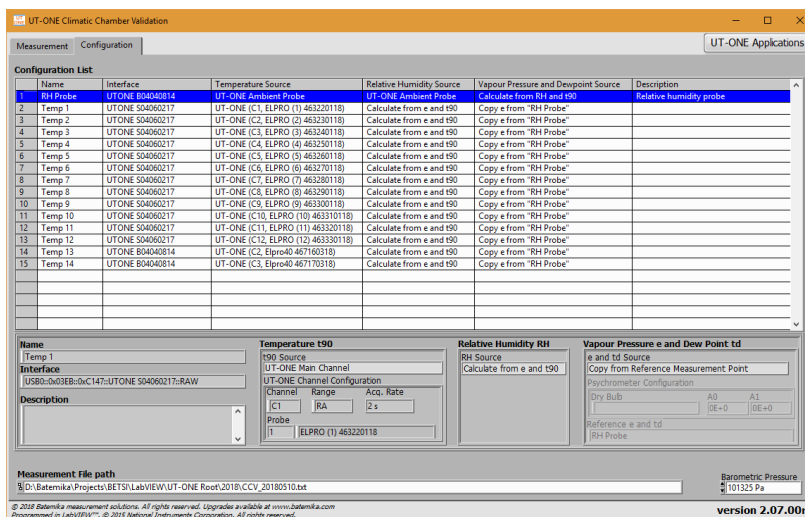 UT-ONE Climatic Chamber Validation
Measurement Configuration UT-ONE Applications
Configuration List
Name Interface Temperature Source Relative Humidity Source Vapour Pressure and Dewpoint Source Description
1 RH Probe UTONE B04040814 UT-ONE Ambient Probe UT-ONE Ambient Probe Calculate from RH and t90 Relative humidity probe
2 Temp 1 UTONE S04060217 UT-ONE (C1, ELPRO (1) 463220118) Calculate from e and t90 Copy e from "RH Probe"
3 Temp 2 UTONE S04060217 UT-ONE (C2, ELPRO (2) 463230118) Calculate from e and t90 Copy e from "RH Probe"
4 Temp 3 UTONE S04060217 UT-ONE (C3, ELPRO (3) 463240118) Calculate from e and t90 Copy e from "RH Probe"
5 Temp 4 UTONE S04060217 UT-ONE (C4, ELPRO (4) 463250118) Calculate from e and t90 Copy e from "RH Probe"
6 Temp 5 UTONE S04060217 UT-ONE (C5, ELPRO (5) 463260118) Calculate from e and t90 Copy e from "RH Probe"
7 Temp 6 UTONE S04060217 UT-ONE (C6, ELPRO (6) 463270118) Calculate from e and t90 Copy e from "RH Probe"
8 Temp 7 UTONE S04060217 UT-ONE (C7, ELPRO (7) 463280118) Calculate from e and t90 Copy e from "RH Probe"
9 Temp 8 UTONE S04060217 UT-ONE (C8, ELPRO (8) 463290118) Calculate from e and t90 Copy e from "RH Probe"
10 Temp 9 UTONE S04060217 UT-ONE (C9, ELPRO (9) 463300118) Calculate from e and t90 Copy e from "RH Probe"
11 Temp 10 UTONE S04060217 UT-ONE (C10, ELPRO (10) 463310118) Calculate from e and t90 Copy e from "RH Probe"
12 Temp 11 UTONE S04060217 UT-ONE (C11, ELPRO (11) 463320118) Calculate from e and t90 Copy e from "RH Probe"
13 Temp 12 UTONE S04060217 UT-ONE (C12, ELPRO (12) 463330118) Calculate from e and t90 Copy e from "RH Probe"
14 Temp 13 UTONE B04040814 UT-ONE (C2, Elpro40 467160318) Calculate from e and t90 Copy e from "RH Probe"
15 Temp 14 UTONE B04040814 UT-ONE (C3, Elpro40 467170318) Calculate from e and t90 Copy e from "RH Probe"
Name
Temp 1
Interface
USB0::0x03EB::0xC147::UTONE S04060217::RAW
Description
Temperature t90
t90 Source
UT-ONE Main Channel
UT-ONE Channel Configuration
Channel Range Acq. Rate
C1 RA 2 s
Probe
1 ELPRO (1) 463220118
Relative Humidity RH
RH Source
Calculate from e and t90
Vapour Pressure e and Dew Point td
e and td Source
Copy from Reference Measurement Point
Psychrometer Configuration
Dry Bulb A0 A1
0E+0 0E+0
Reference e and td
RH Probe
Measurement File path
D:\Batemika\Projects\BETSI\LabVIEW\UT-ONE Root\2018\CCV_20180510.txt
Barometric Pressure
101325 Pa
© 2018 Batemika measurement solutions. All rights reserved. Upgrades available at www.batemika.com
Programmed in LabVIEW™. © 2015 National Instruments Corporation. All rights reserved.
version 2.07.00